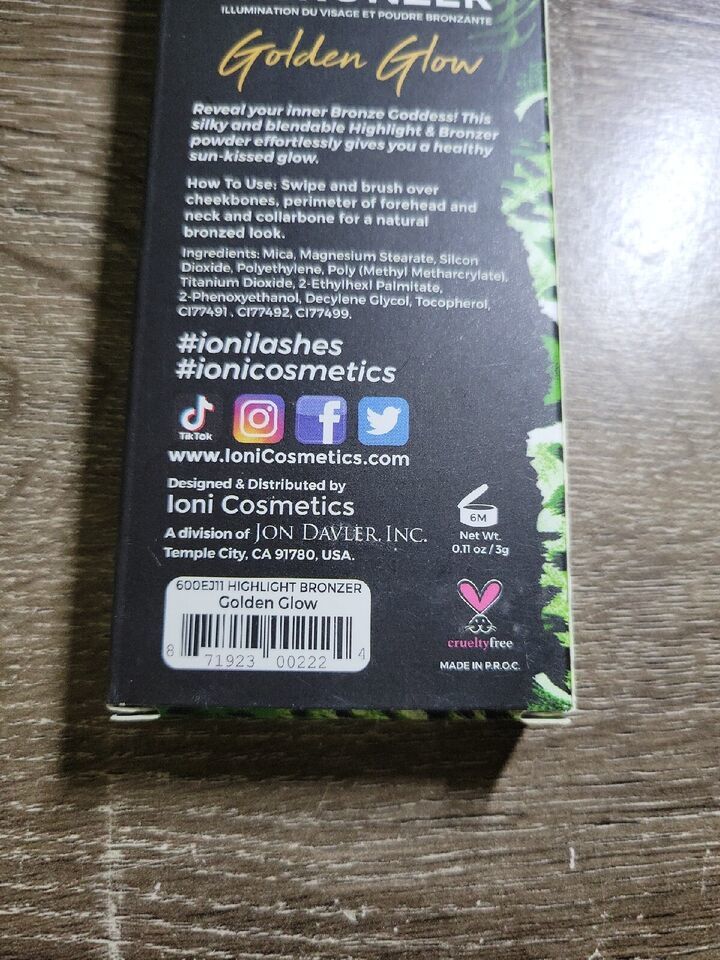 ILLUMINATION DU VISAGE ET POUDRE BRONZANTE
Golden Glow
Reveal your inner Bronze Goddess! This
silky and blendable Highlight & Bronzer
powder effortlessly gives you a healthy
sun-kissed glow.
How To Use: Swipe and brush over
cheekbones, perimeter of forehead and
neck and collarbone for a natural
bronzed look.
Ingredients: Mica, Magnesium Stearate, Silcon
Dioxide, Polyethylene, Poly (Methyl Metharcrylate),
Titanium Dioxide, 2-Ethylhexl Palmitate,
2-Phenoxyethanol, Decylene Glycol, Tocopherol,
CI77491 . CI77492, CI77499.
#ionilashes
#ionicosmetics
TikTok
www.IoniCosmetics.com
Designed & Distributed by
Ioni Cosmetics
A division of JON DAVLER, INC.
Temple City, CA 91780, USA.
6M
Net Wt.
0.11 oz / 3g
600EJ11 HIGHLIGHT BRONZER
Golden Glow
8 71923 00222 4
crueltyfree
MADE IN P.R.O.C.